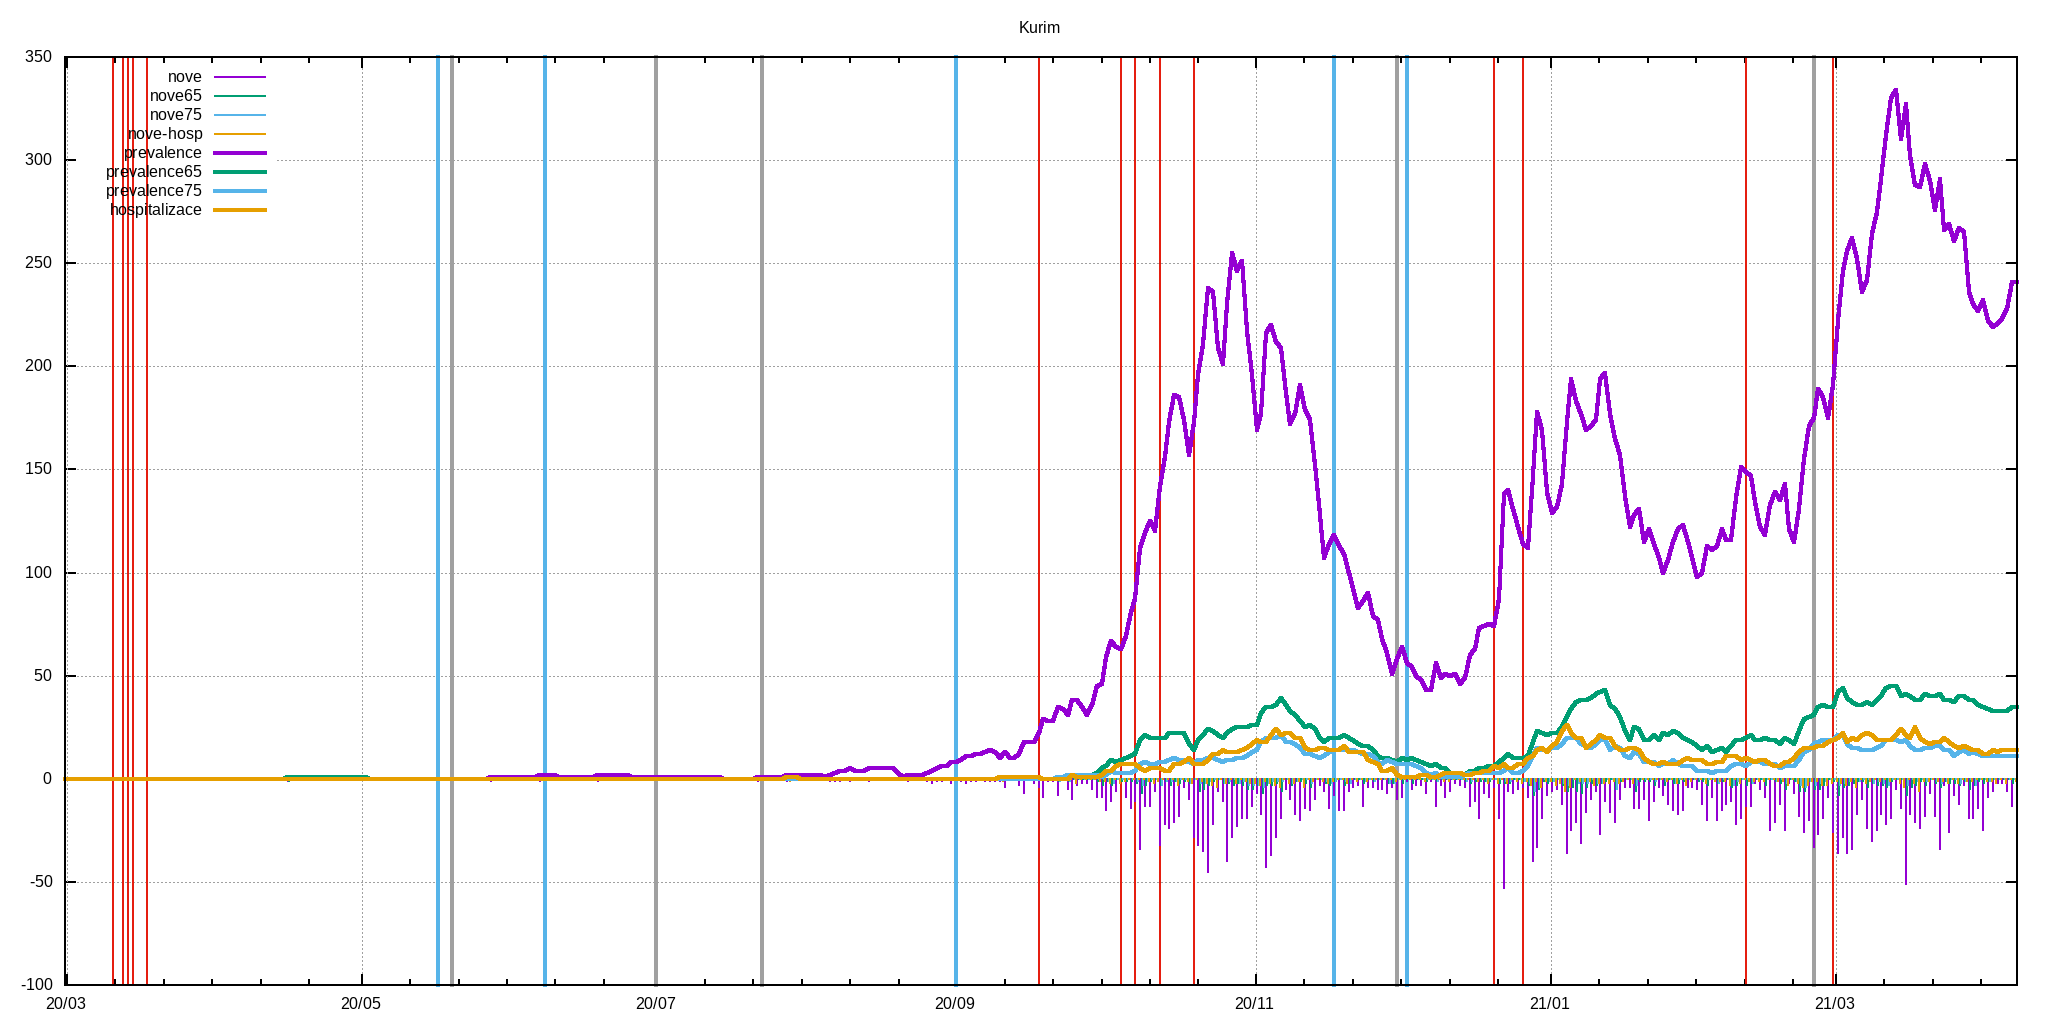 Kurim
350
300
250
200
150
100
50
0
-50
-100
nove
nove65
nove75
nove-hosp
prevalence
prevalence65
prevalence75
hospitalizace
20/03 20/05 20/07 20/09 20/11 21/01 21/03